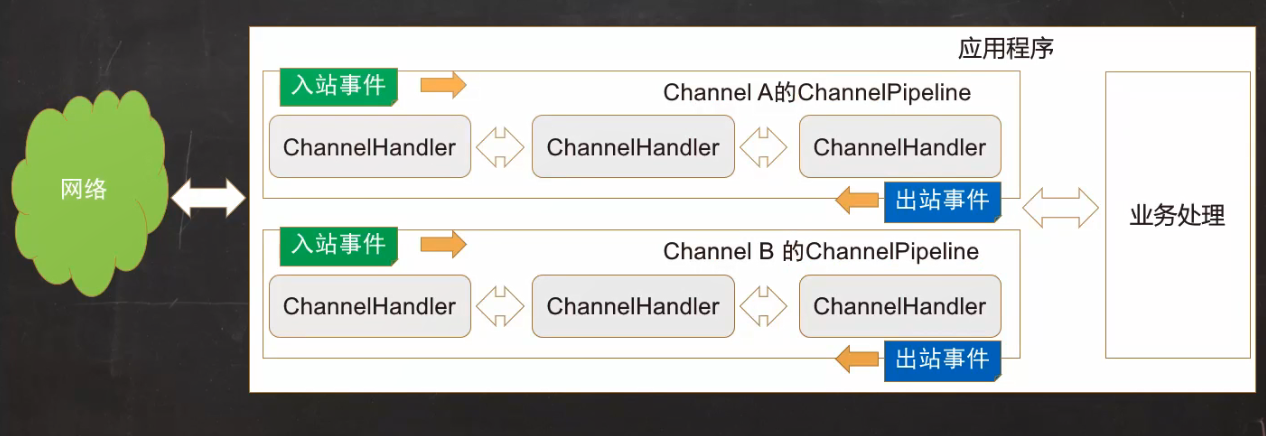 应用程序
入站事件
Channel A的ChannelPipeline
ChannelHandler
ChannelHandler
ChannelHandler
出站事件
网络
业务处理
入站事件
Channel B 的ChannelPipeline
ChannelHandler
ChannelHandler
ChannelHandler
出站事件